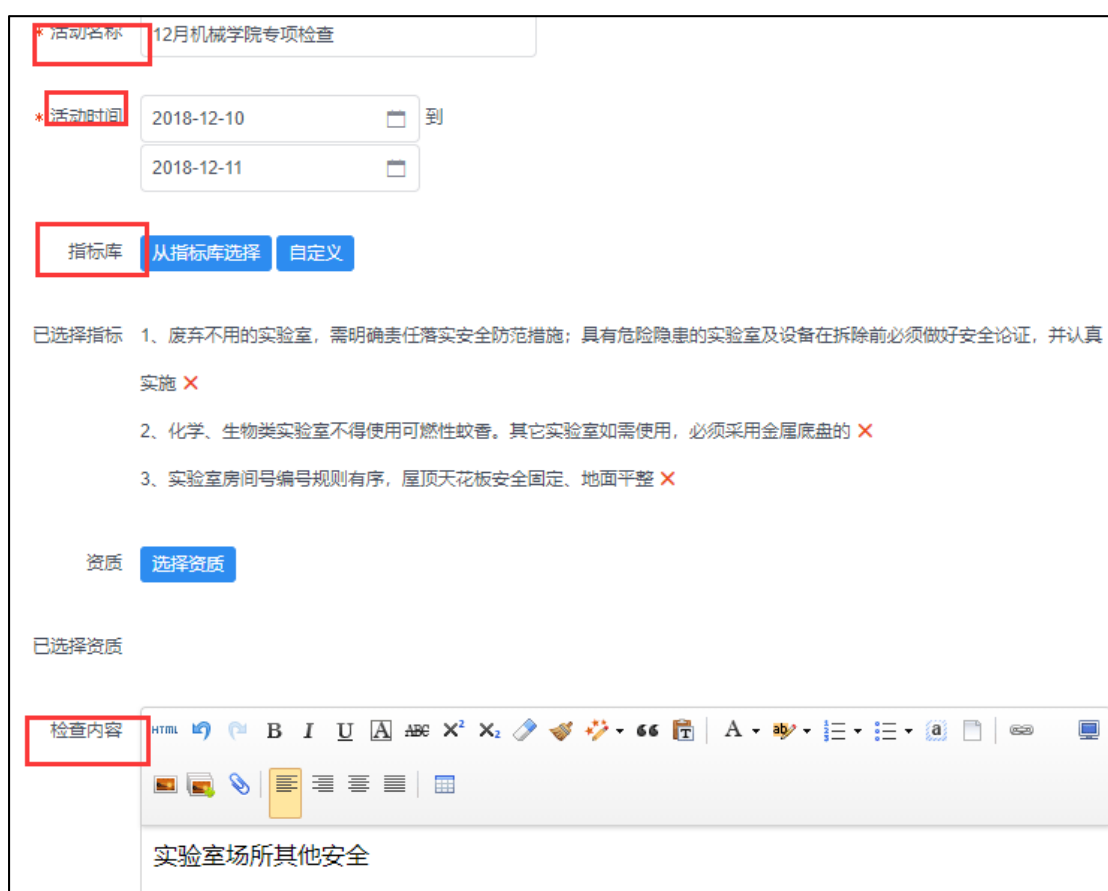 * 活动名称 12月机械学院专项检查
* 活动时间 2018-12-10 到
2018-12-11
指标库 从指标库选择 自定义
已选择指标 1、废弃不用的实验室，需明确责任落实安全防范措施；具有危险隐患的实验室及设备在拆除前必须做好安全论证，并认真
实施
2、化学、生物类实验室不得使用可燃性蚊香。其它实验室如需使用，必须采用金属底盘的
3、实验室房间号编号规则有序，屋顶天花板安全固定、地面平整
资质 选择资质
已选择资质
检查内容 HTML B I U A ABC X² X₂ T A ab a
实验室场所其他安全